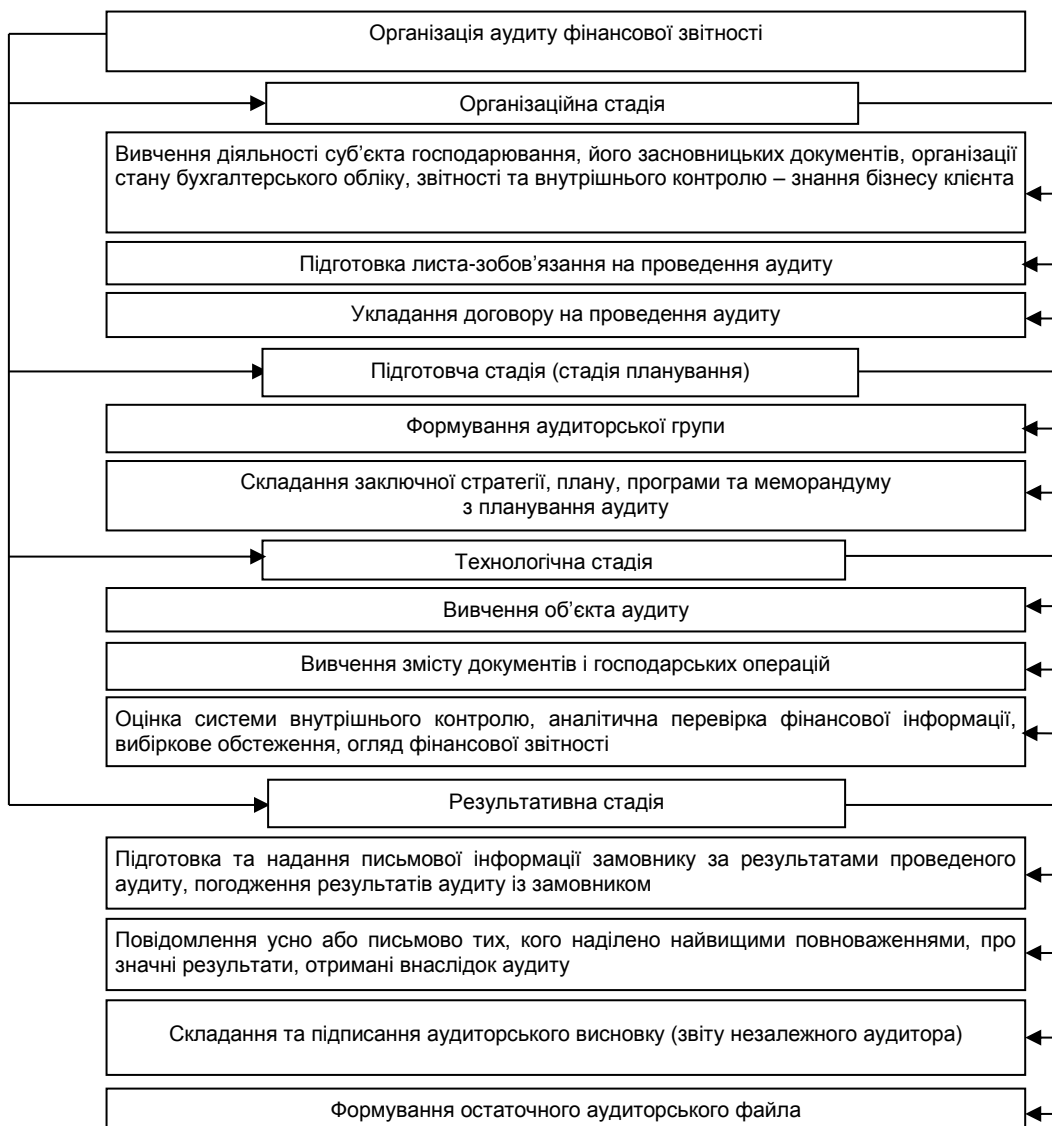 Організація аудиту фінансової звітності
Організаційна стадія
Вивчення діяльності суб’єкта господарювання, його засновницьких документів, організації
стану бухгалтерського обліку, звітності та внутрішнього контролю – знання бізнесу клієнта
Підготовка листа-зобов’язання на проведення аудиту
Укладання договору на проведення аудиту
Підготовча стадія (стадія планування)
Формування аудиторської групи
Складання заключної стратегії, плану, програми та меморандуму
з планування аудиту
Технологічна стадія
Вивчення об’єкта аудиту
Вивчення змісту документів і господарських операцій
Оцінка системи внутрішнього контролю, аналітична перевірка фінансової інформації,
вибіркове обстеження, огляд фінансової звітності
Результативна стадія
Підготовка та надання письмової інформації замовнику за результатами проведеного
аудиту, погодження результатів аудиту із замовником
Повідомлення усно або письмово тих, кого наділено найвищими повноваженнями, про
значні результати, отримані внаслідок аудиту
Складання та підписання аудиторського висновку (звіту незалежного аудитора)
Формування остаточного аудиторського файла